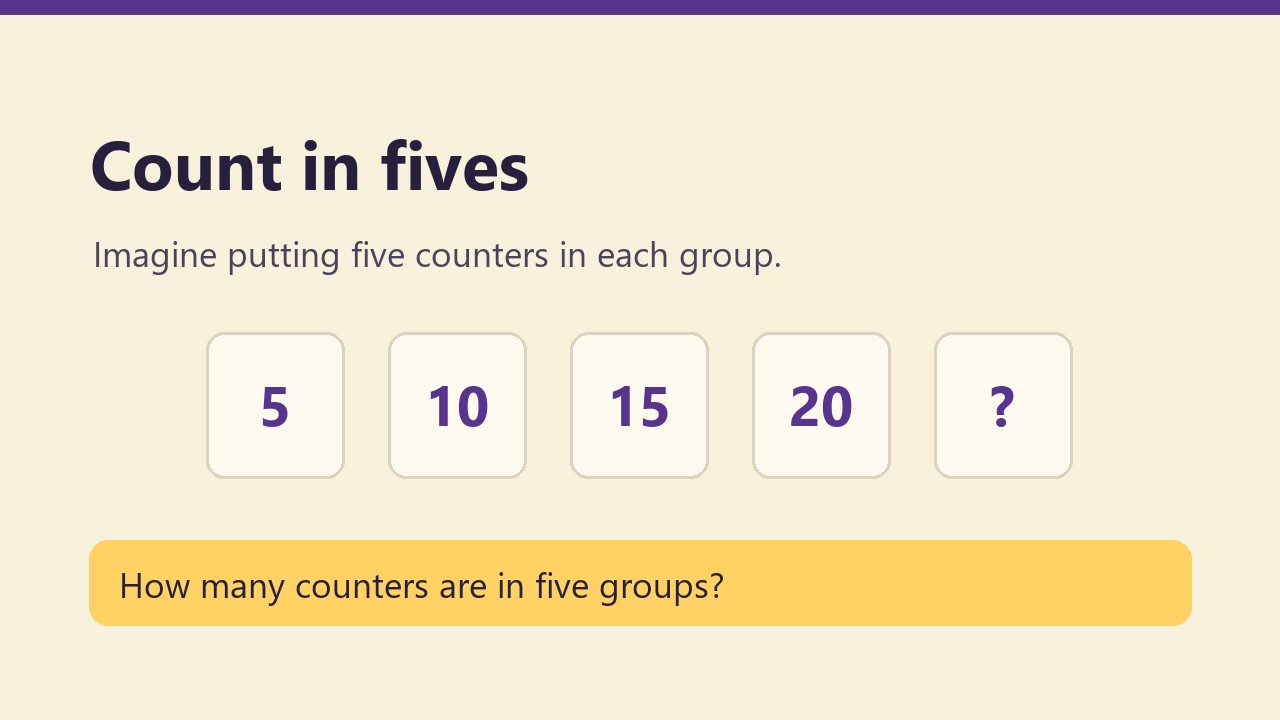 Count in fives
Imagine putting five counters in each group.
5 10 15 20 ?
How many counters are in five groups?